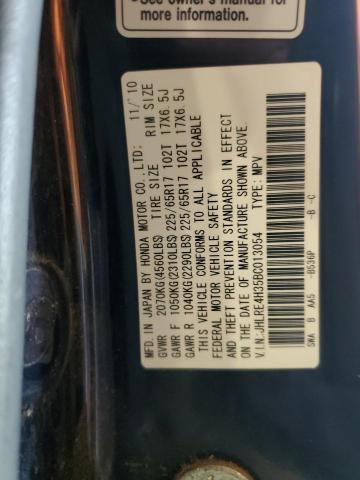 See owner's manual for
more information.
MFD. IN JAPAN BY HONDA MOTOR CO.,LTD: 11/'10
TIRE SIZE RIM SIZE
GVWR 2070KG(4560LBS)
GAWR F 1050KG(2310LBS)225/65R17 102T 17X6.5J
GAWR R 1040KG(2290LBS)225/65R17 102T 17X6.5J
THIS VEHICLE CONFORMS TO ALL APPLICABLE
FEDERAL MOTOR VEHICLE SAFETY
AND THEFT PREVENTION STANDARDS IN EFFECT
ON THE DATE OF MANUFACTURE SHOWN ABOVE.
V.I.N:JHLRE4H35BC013054 TYPE: MPV
SWA B AA5 -B536P -B -C